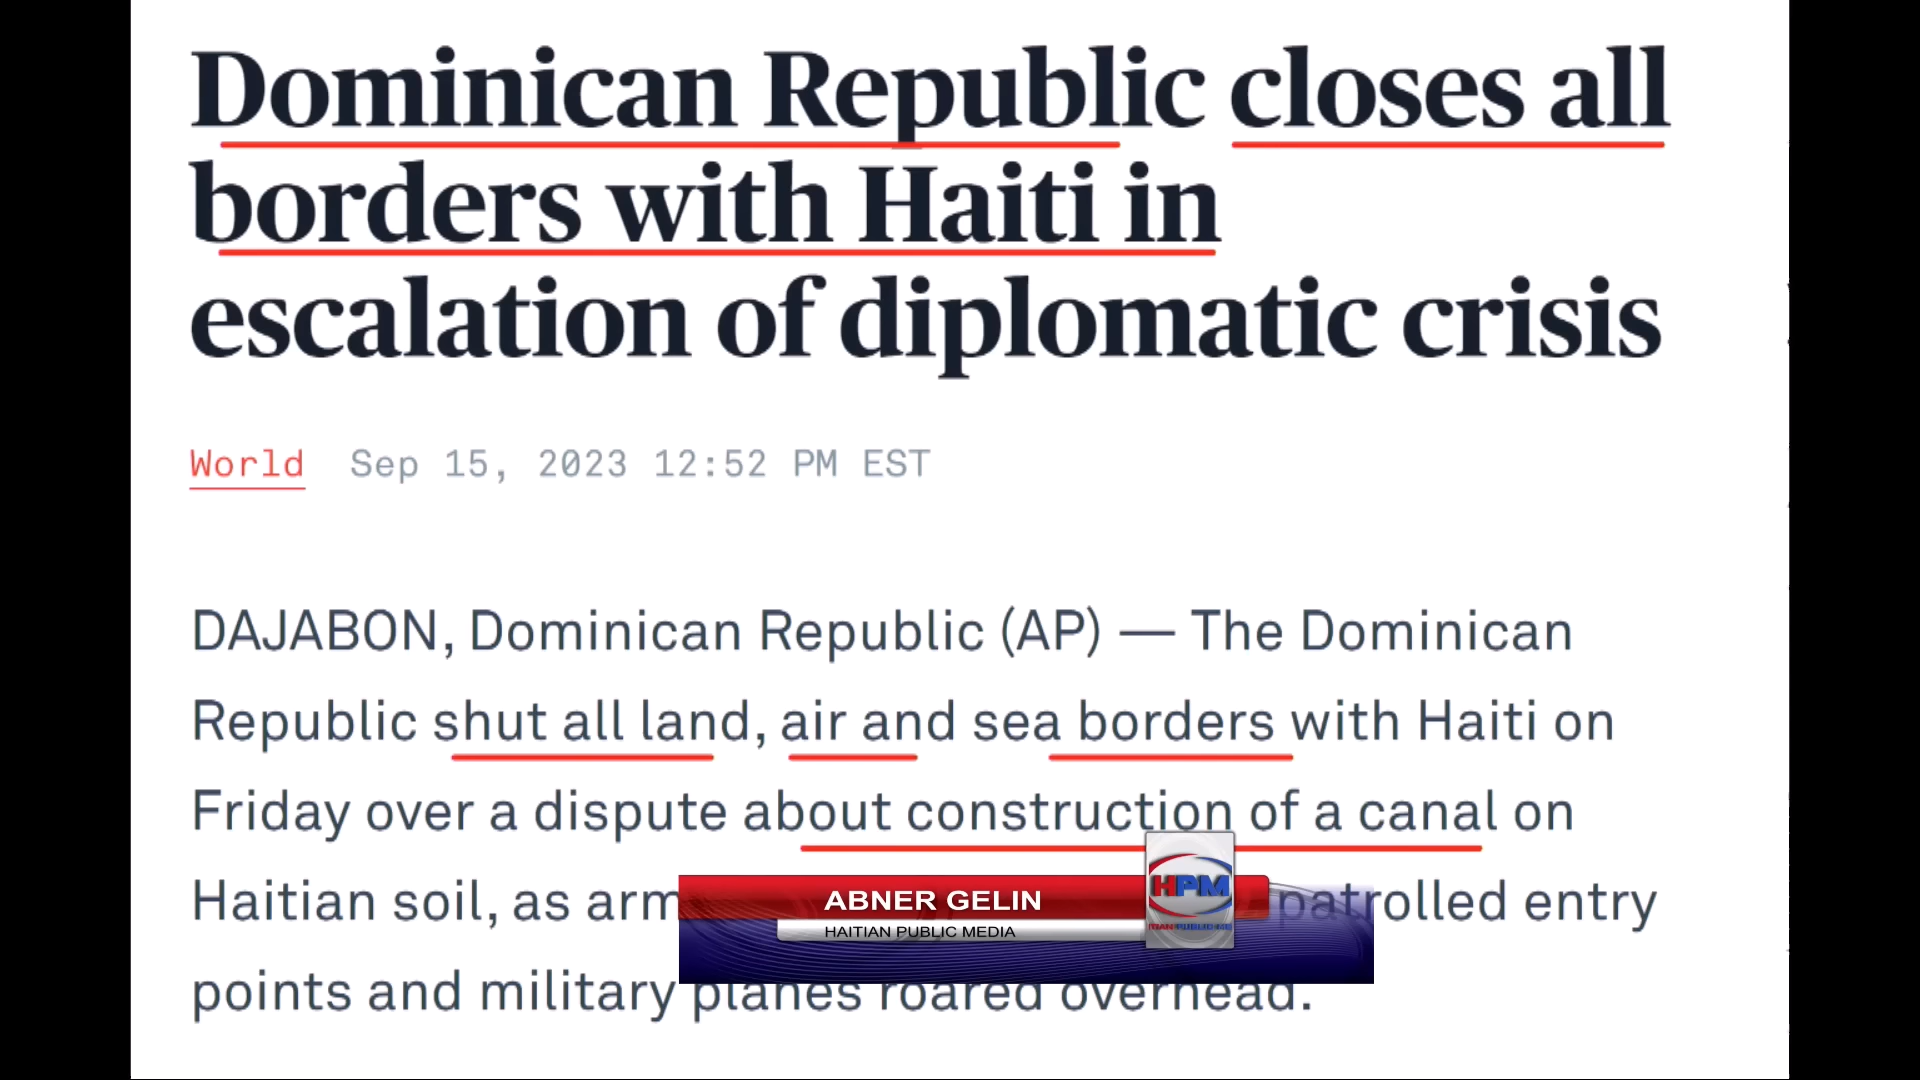 Dominican Republic closes all
borders with Haiti in
escalation of diplomatic crisis
World Sep 15, 2023 12:52 PM EST
DAJABON, Dominican Republic (AP) — The Dominican
Republic shut all land, air and sea borders with Haiti on
Friday over a dispute about construction of a canal on
Haitian soil, as patrolled entry
points and military planes roared overhead.
ABNER GELIN
HAITIAN PUBLIC MEDIA
HPM